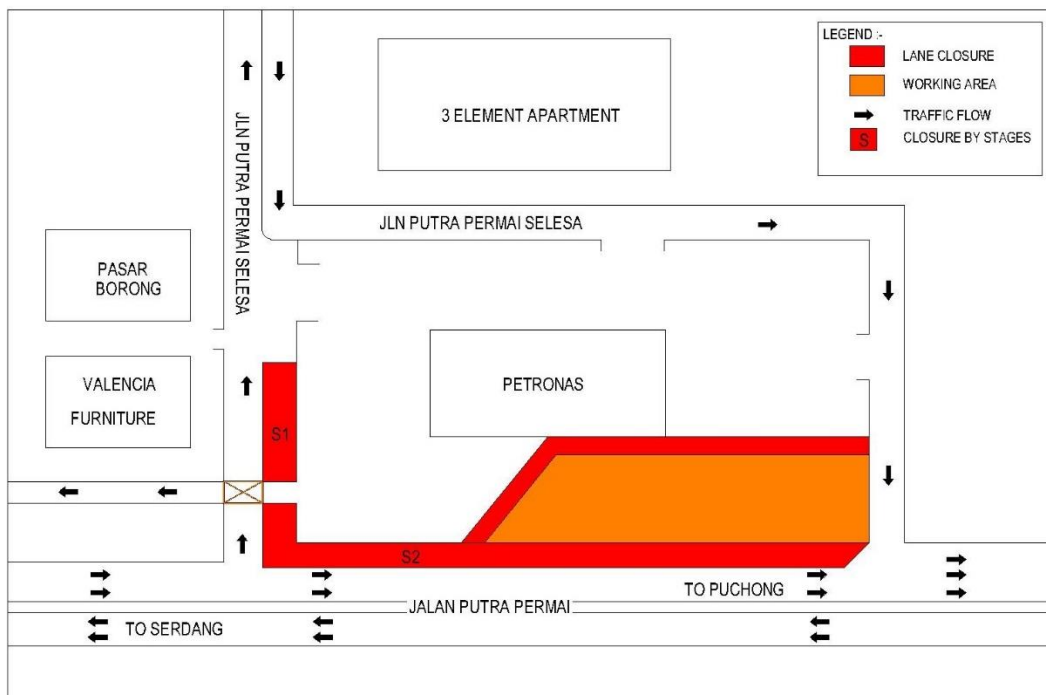 LEGEND :-
LANE CLOSURE
WORKING AREA
TRAFFIC FLOW
S
CLOSURE BY STAGES
3 ELEMENT APARTMENT
JLN PUTRA PERMAI SELESA
JLN PUTRA PERMAI SELESA
PASAR
BORONG
VALENCIA
FURNITURE
PETRONAS
S1
S2
TO PUCHONG
JALAN PUTRA PERMAI
TO SERDANG